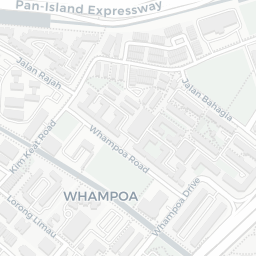 Pan-Island Expressway
Jalan Rajah
Jalan Bahagia
Kim Keat Road
Whampoa Road
WHAMPOA
Whampoa Drive
Lorong Limau